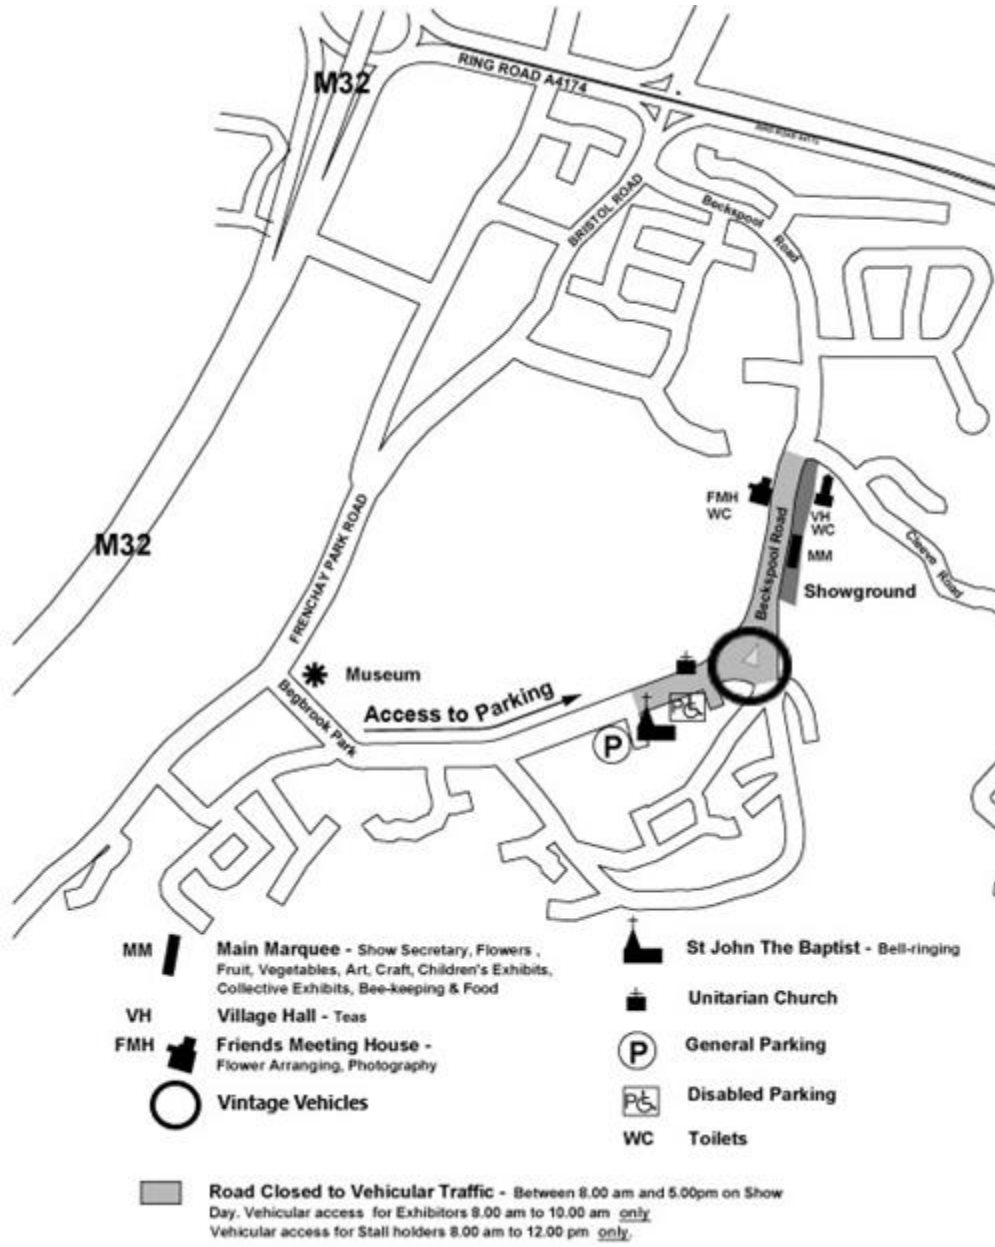 M32
RING ROAD A4174
RING ROAD A4174
BRISTOL ROAD
Beckspool
Road
FMH
WC
VH
WC
MM
Beckspool Road
Cleeve Road
Showground
M32
FRENCHAY PARK ROAD
Museum
Begbrook Park
Access to Parking
P
P
MM
Main Marquee - Show Secretary, Flowers ,
Fruit, Vegetables, Art, Craft, Children's Exhibits,
Collective Exhibits, Bee-keeping & Food
VH
Village Hall - Teas
FMH
Friends Meeting House -
Flower Arranging, Photography
Vintage Vehicles
St John The Baptist - Bell-ringing
Unitarian Church
P
General Parking
P
Disabled Parking
WC
Toilets
Road Closed to Vehicular Traffic - Between 8.00 am and 5.00pm on Show
Day. Vehicular access for Exhibitors 8.00 am to 10.00 am only
Vehicular access for Stall holders 8.00 am to 12.00 pm only.